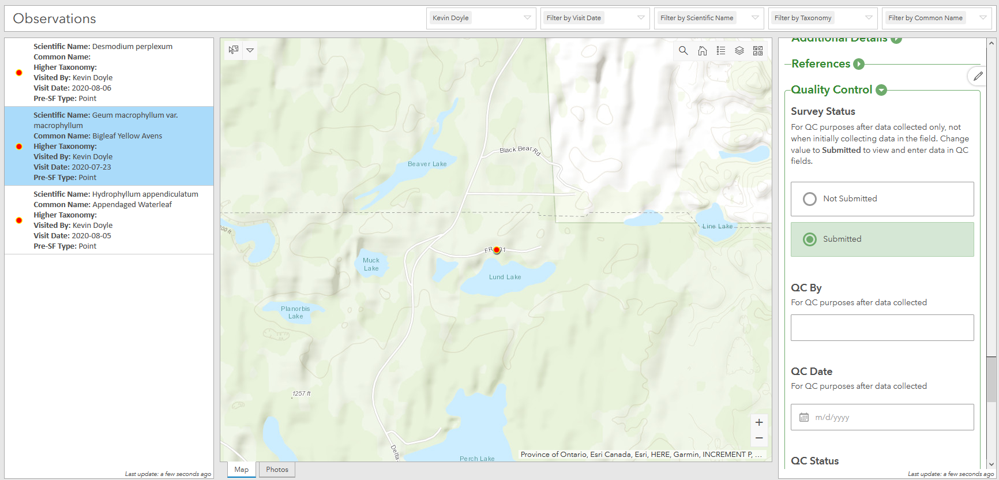 Observations
Kevin Doyle
Filter by Visit Date
Filter by Scientific Name
Filter by Taxonomy
Filter by Common Name
Scientific Name: Desmodium perplexum
Common Name:
Higher Taxonomy:
Visited By: Kevin Doyle
Visit Date: 2020-08-06
Pre-SF Type: Point
Scientific Name: Geum macrophyllum var.
macrophyllum
Common Name: Bigleaf Yellow Avens
Higher Taxonomy:
Visited By: Kevin Doyle
Visit Date: 2020-07-23
Pre-SF Type: Point
Scientific Name: Hydrophyllum appendiculatum
Common Name: Appendaged Waterleaf
Higher Taxonomy:
Visited By: Kevin Doyle
Visit Date: 2020-08-05
Pre-SF Type: Point
Last update: a few seconds ago
Black Bear Rd
Beaver Lake
Line Lake
Muck
Lake
Lund Lake
Planorbis
Lake
1257 ft
Delta
Perch Lake
+
−
Province of Ontario, Esri Canada, Esri, HERE, Garmin, INCREMENT P, ...
Map
Photos
Additional Details
References
Quality Control
Survey Status
For QC purposes after data collected only, not
when initially collecting data in the field. Change
value to Submitted to view and enter data in QC
fields.
Not Submitted
Submitted
QC By
For QC purposes after data collected
QC Date
For QC purposes after data collected
m/d/yyyy
QC Status
Last update: a few seconds ago